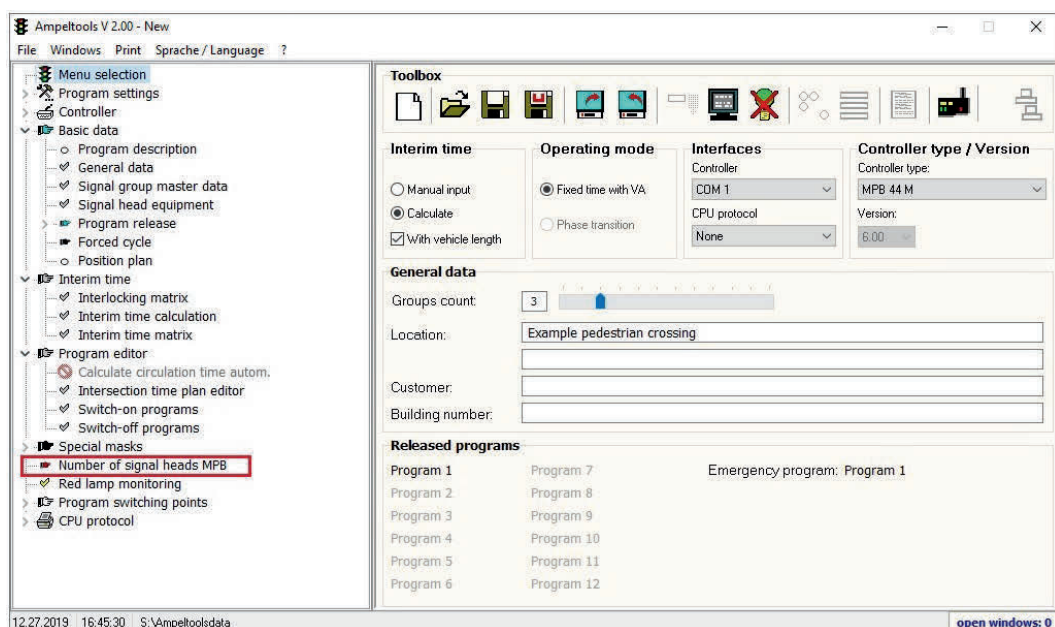 Ampeltools V 2.00 - New
File Windows Print Sprache / Language ?
Menu selection
Program settings
Controller
Basic data
Program description
General data
Signal group master data
Signal head equipment
Program release
Forced cycle
Position plan
Interim time
Interlocking matrix
Interim time calculation
Interim time matrix
Program editor
Calculate circulation time autom.
Intersection time plan editor
Switch-on programs
Switch-off programs
Special masks
Number of signal heads MPB
Red lamp monitoring
Program switching points
CPU protocol
Toolbox
Interim time
Manual input
Calculate
With vehicle length
Operating mode
Fixed time with VA
Phase transition
Interfaces
Controller
COM 1
CPU protocol
None
Controller type / Version
Controller type:
MPB 44 M
Version:
6.00
General data
Groups count: 3
Location: Example pedestrian crossing
Customer:
Building number:
Released programs
Program 1 Program 7 Emergency program: Program 1
Program 2 Program 8
Program 3 Program 9
Program 4 Program 10
Program 5 Program 11
Program 6 Program 12
12.27.2019 16:45:30 S:\Ampeltoolsdata open windows: 0